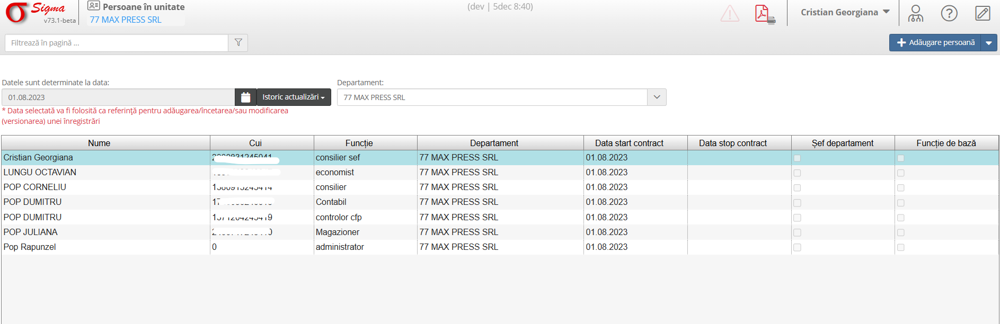 Sigma
v73.1-beta
Persoane în unitate
77 MAX PRESS SRL
(dev | 5dec 8:40)
Cristian Georgiana
Filtrează în pagină ...
Adăugare persoană
Datele sunt determinate la data:
Departament:
01.08.2023 Istoric actualizări
77 MAX PRESS SRL
* Data selectată va fi folosită ca referință pentru adăugarea/încetarea/sau modificarea
(versionarea) unei înregistrări
Nume Cui Funcție Departament Data start contract Data stop contract Șef departament Funcție de bază
Cristian Georgiana consilier sef 77 MAX PRESS SRL 01.08.2023
LUNGU OCTAVIAN economist 77 MAX PRESS SRL 01.08.2023
POP CORNELIU consilier 77 MAX PRESS SRL 01.08.2023
POP DUMITRU Contabil 77 MAX PRESS SRL 01.08.2023
POP DUMITRU controlor cfp 77 MAX PRESS SRL 01.08.2023
POP JULIANA Magazioner 77 MAX PRESS SRL 01.08.2023
Pop Rapunzel 0 administrator 77 MAX PRESS SRL 01.08.2023